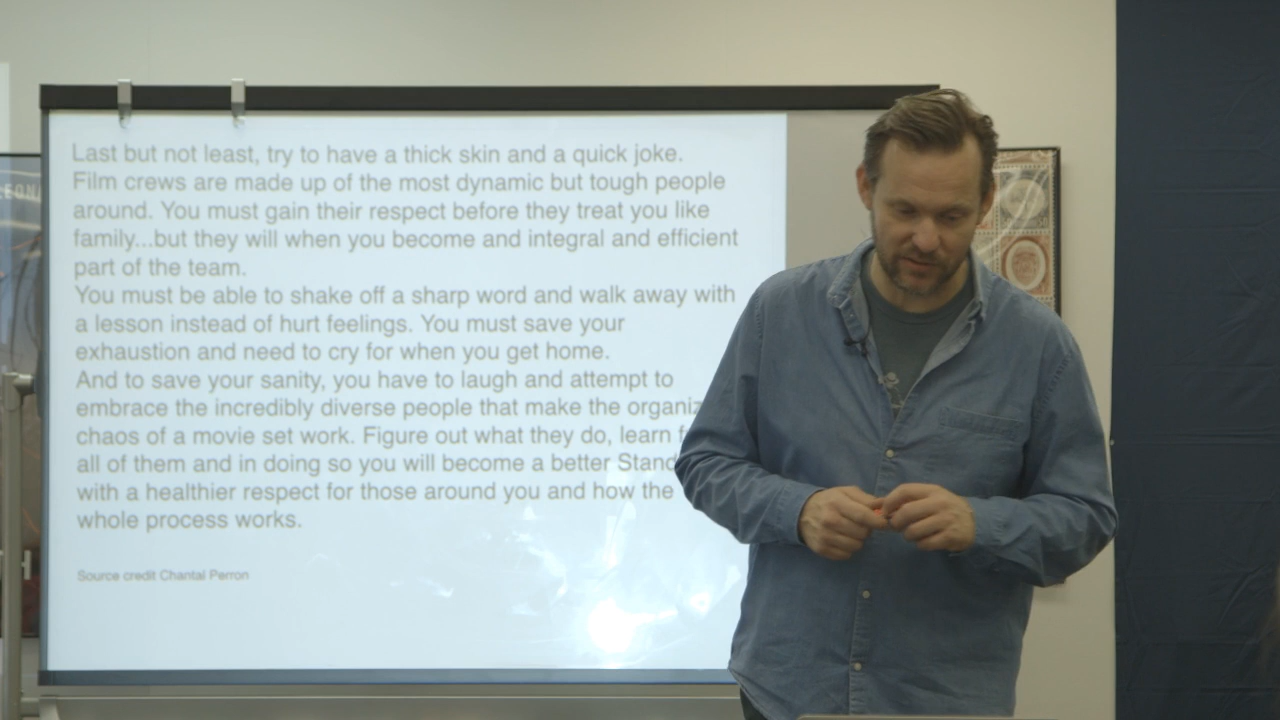 Last but not least, try to have a thick skin and a quick joke.
Film crews are made up of the most dynamic but tough people
around. You must gain their respect before they treat you like
family...but they will when you become and integral and efficient
part of the team.
You must be able to shake off a sharp word and walk away with
a lesson instead of hurt feelings. You must save your
exhaustion and need to cry for when you get home.
And to save your sanity, you have to laugh and attempt to
embrace the incredibly diverse people that make the
chaos of a movie set work. Figure out what they do, learn
all of them and in doing so you will become a better
with a healthier respect for those around you and how the
whole process works.
Source credit Chantal Perron